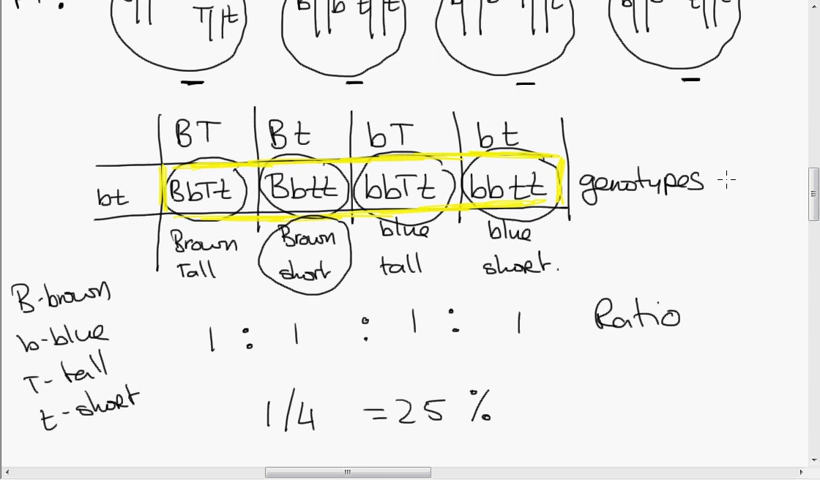 BT Bt bT bt
bt BbTt Bbtt bbTt bbtt genotypes
Brown Brown blue blue
Tall short tall short.
B-brown
b-blue
T-tall
t-short
1 : 1 : 1 : 1 Ratio
1/4 = 25 %